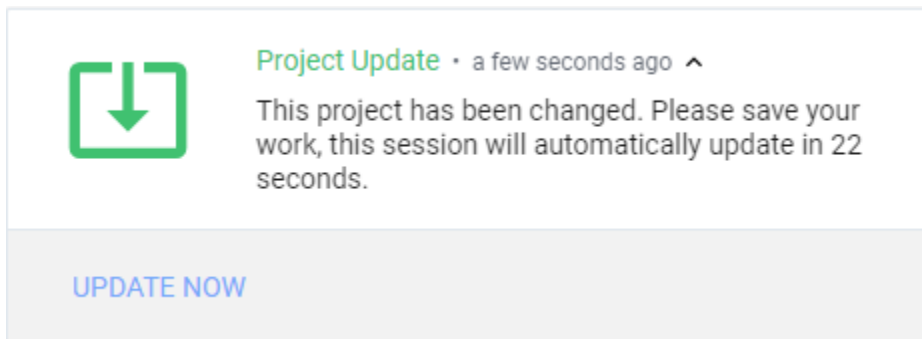 Project Update • a few seconds ago
This project has been changed. Please save your
work, this session will automatically update in 22
seconds.
UPDATE NOW